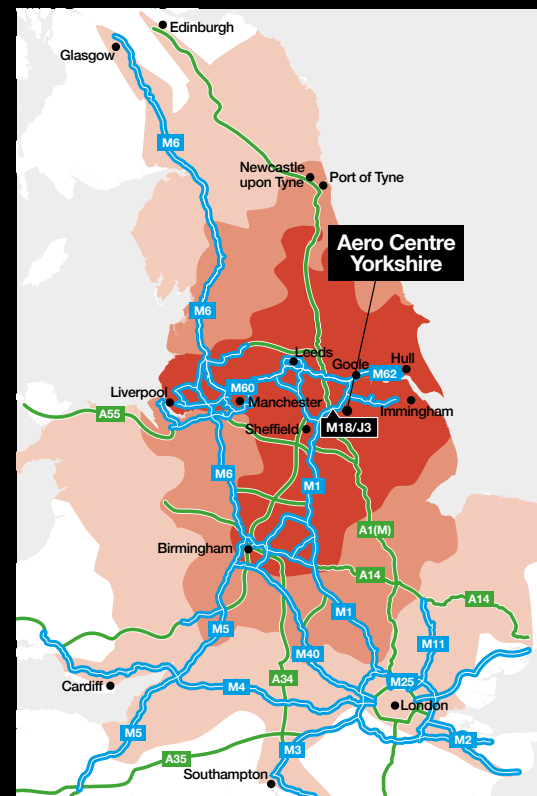 Edinburgh
Glasgow
M6
Newcastle
upon Tyne
Port of Tyne
Aero Centre
Yorkshire
M6
Leeds
Goole
Hull
M62
M60
Liverpool
Manchester
Immingham
A55
M18/J3
Sheffield
M6
M1
A1(M)
Birmingham
A14
A14
M1
M5
M11
M40
A34
M25
Cardiff
M4
London
M5
M2
M3
A35
Southampton